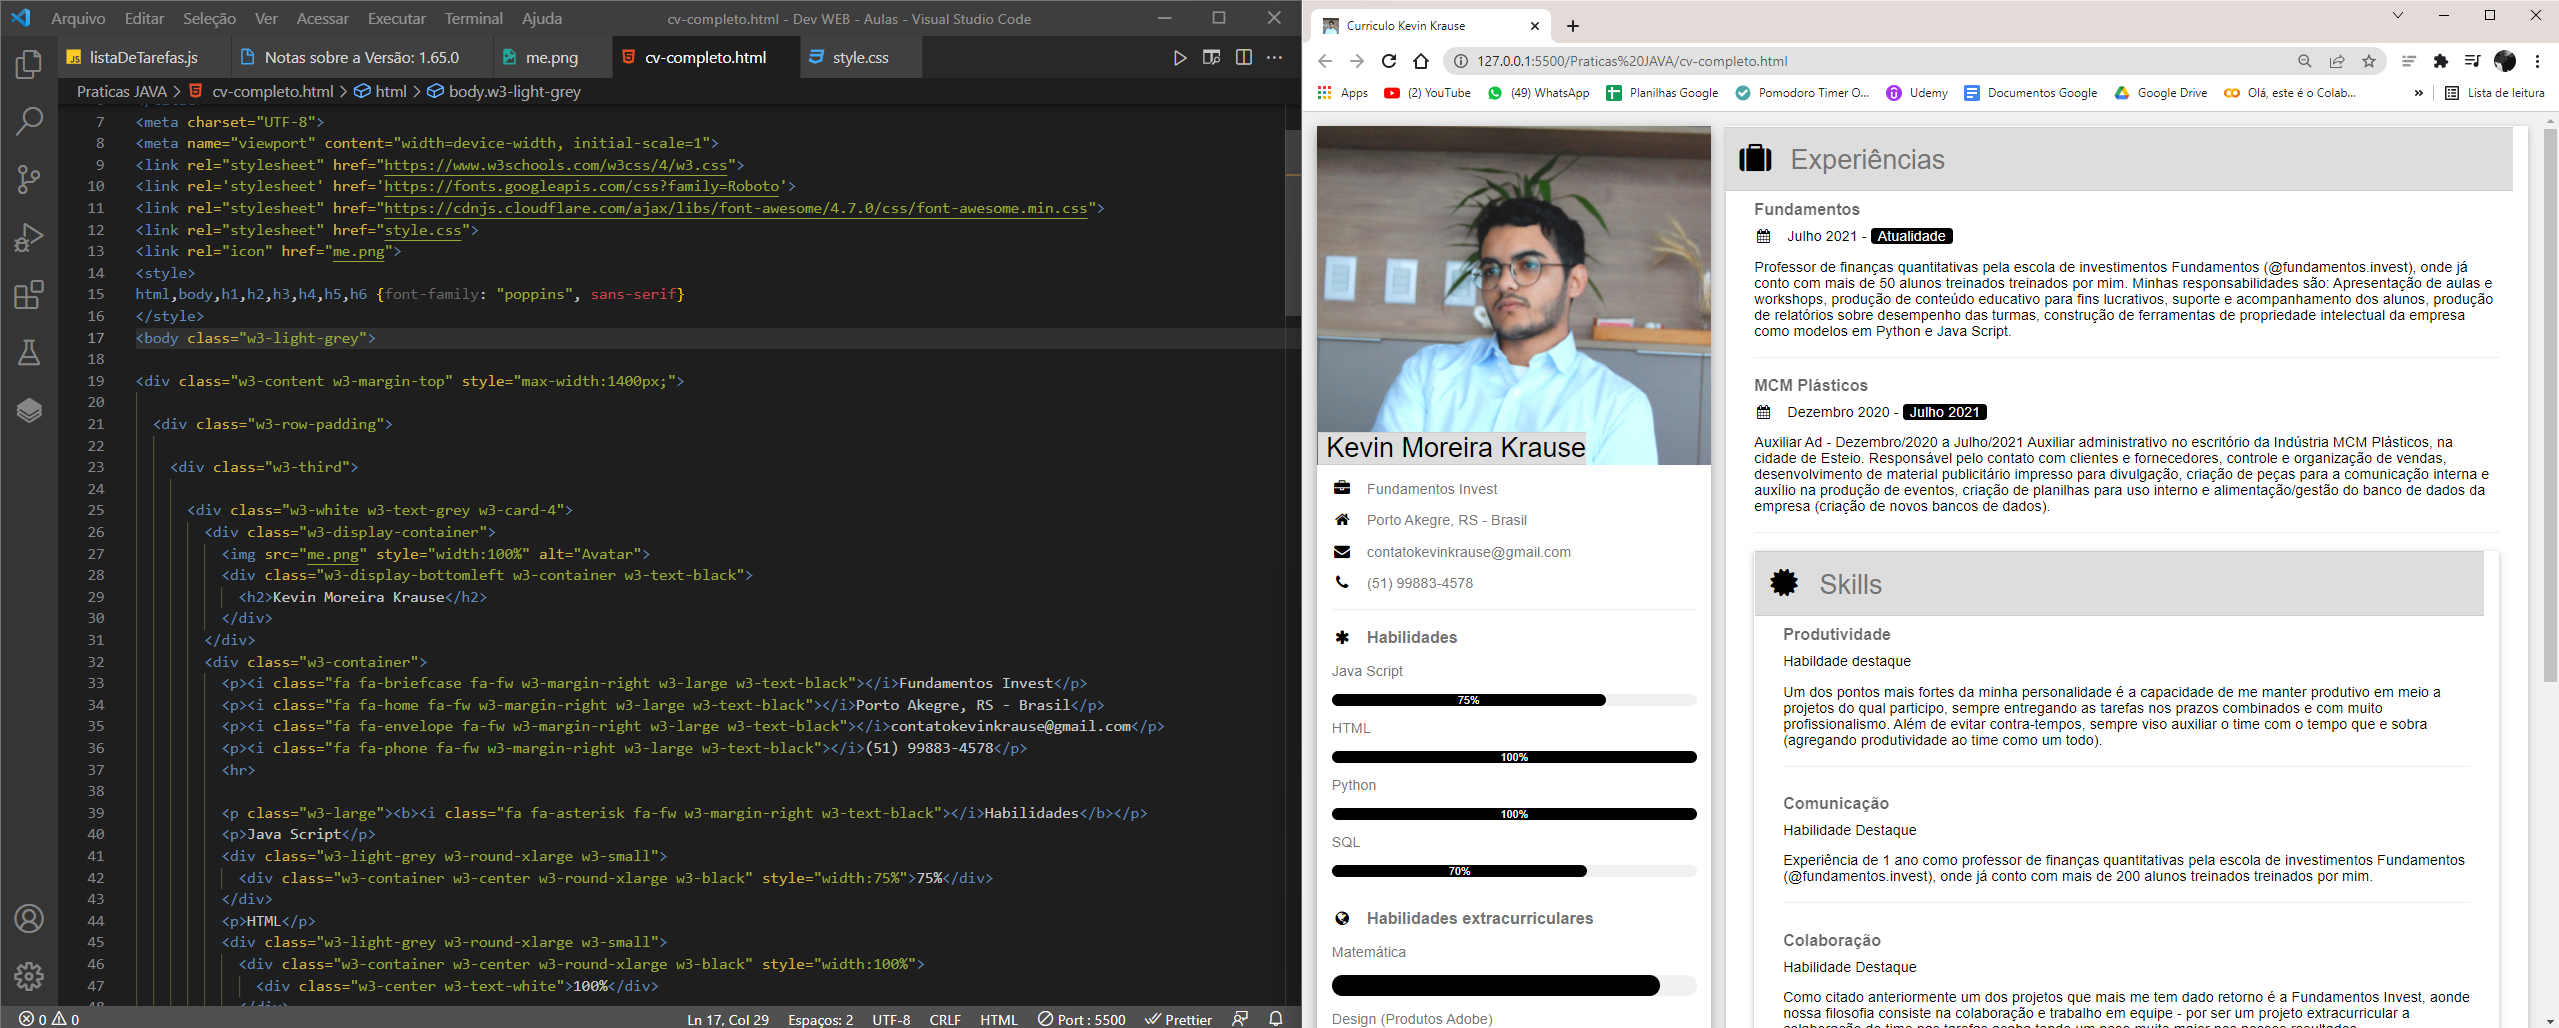 Arquivo Editar Seleção Ver Acessar Executar Terminal Ajuda cv-completo.html - Dev WEB - Aulas - Visual Studio Code
listaDeTarefas.js Notas sobre a Versão: 1.65.0 me.png cv-completo.html style.css
Praticas JAVA > cv-completo.html > html > body.w3-light-grey
7 <meta charset="UTF-8">
8 <meta name="viewport" content="width=device-width, initial-scale=1">
9 <link rel="stylesheet" href="https://www.w3schools.com/w3css/4/w3.css">
10 <link rel='stylesheet' href='https://fonts.googleapis.com/css?family=Roboto'>
11 <link rel="stylesheet" href="https://cdnjs.cloudflare.com/ajax/libs/font-awesome/4.7.0/css/font-awesome.min.css">
12 <link rel="stylesheet" href="style.css">
13 <link rel="icon" href="me.png">
14 <style>
15 html,body,h1,h2,h3,h4,h5,h6 {font-family: "poppins", sans-serif}
16 </style>
17 <body class="w3-light-grey">
18
19 <div class="w3-content w3-margin-top" style="max-width:1400px;">
20
21 <div class="w3-row-padding">
22
23 <div class="w3-third">
24
25 <div class="w3-white w3-text-grey w3-card-4">
26 <div class="w3-display-container">
27 <img src="me.png" style="width:100%" alt="Avatar">
28 <div class="w3-display-bottomleft w3-container w3-text-black">
29 <h2>Kevin Moreira Krause</h2>
30 </div>
31 </div>
32 <div class="w3-container">
33 <p><i class="fa fa-briefcase fa-fw w3-margin-right w3-large w3-text-black"></i>Fundamentos Invest</p>
34 <p><i class="fa fa-home fa-fw w3-margin-right w3-large w3-text-black"></i>Porto Akegre, RS - Brasil</p>
35 <p><i class="fa fa-envelope fa-fw w3-margin-right w3-large w3-text-black"></i>contatokevinkrause@gmail.com</p>
36 <p><i class="fa fa-phone fa-fw w3-margin-right w3-large w3-text-black"></i>(51) 99883-4578</p>
37 <hr>
38
39 <p class="w3-large"><b><i class="fa fa-asterisk fa-fw w3-margin-right w3-text-black"></i>Habilidades</b></p>
40 <p>Java Script</p>
41 <div class="w3-light-grey w3-round-xlarge w3-small">
42 <div class="w3-container w3-center w3-round-xlarge w3-black" style="width:75%">75%</div>
43 </div>
44 <p>HTML</p>
45 <div class="w3-light-grey w3-round-xlarge w3-small">
46 <div class="w3-container w3-center w3-round-xlarge w3-black" style="width:100%">
47 <div class="w3-center w3-text-white">100%</div>
0 0 Ln 17, Col 29 Espaços: 2 UTF-8 CRLF HTML Port : 5500 Prettier
Curriculo Kevin Krause
127.0.0.1:5500/Praticas%20JAVA/cv-completo.html
Apps (2) YouTube (49) WhatsApp Planilhas Google Pomodoro Timer O... Udemy Documentos Google Google Drive Olá, este é o Colab... » Lista de leitura
Kevin Moreira Krause
Fundamentos Invest
Porto Akegre, RS - Brasil
contatokevinkrause@gmail.com
(51) 99883-4578
Habilidades
Java Script
75%
HTML
100%
Python
100%
SQL
70%
Habilidades extracurriculares
Matemática
Design (Produtos Adobe)
Experiências
Fundamentos
Julho 2021 - Atualidade
Professor de finanças quantitativas pela escola de investimentos Fundamentos (@fundamentos.invest), onde já
conto com mais de 50 alunos treinados treinados por mim. Minhas responsabilidades são: Apresentação de aulas e
workshops, produção de conteúdo educativo para fins lucrativos, suporte e acompanhamento dos alunos, produção
de relatórios sobre desempenho das turmas, construção de ferramentas de propriedade intelectual da empresa
como modelos em Python e Java Script.
MCM Plásticos
Dezembro 2020 - Julho 2021
Auxiliar Ad - Dezembro/2020 a Julho/2021 Auxiliar administrativo no escritório da Indústria MCM Plásticos, na
cidade de Esteio. Responsável pelo contato com clientes e fornecedores, controle e organização de vendas,
desenvolvimento de material publicitário impresso para divulgação, criação de peças para a comunicação interna e
auxílio na produção de eventos, criação de planilhas para uso interno e alimentação/gestão do banco de dados da
empresa (criação de novos bancos de dados).
Skills
Produtividade
Habildade destaque
Um dos pontos mais fortes da minha personalidade é a capacidade de me manter produtivo em meio a
projetos do qual participo, sempre entregando as tarefas nos prazos combinados e com muito
profissionalismo. Além de evitar contra-tempos, sempre viso auxiliar o time com o tempo que e sobra
(agregando produtividade ao time como um todo).
Comunicação
Habilidade Destaque
Experiência de 1 ano como professor de finanças quantitativas pela escola de investimentos Fundamentos
(@fundamentos.invest), onde já conto com mais de 200 alunos treinados treinados por mim.
Colaboração
Habilidade Destaque
Como citado anteriormente um dos projetos que mais me tem dado retorno é a Fundamentos Invest, aonde
nossa filosofia consiste na colaboração e trabalho em equipe - por ser um projeto extracurricular a